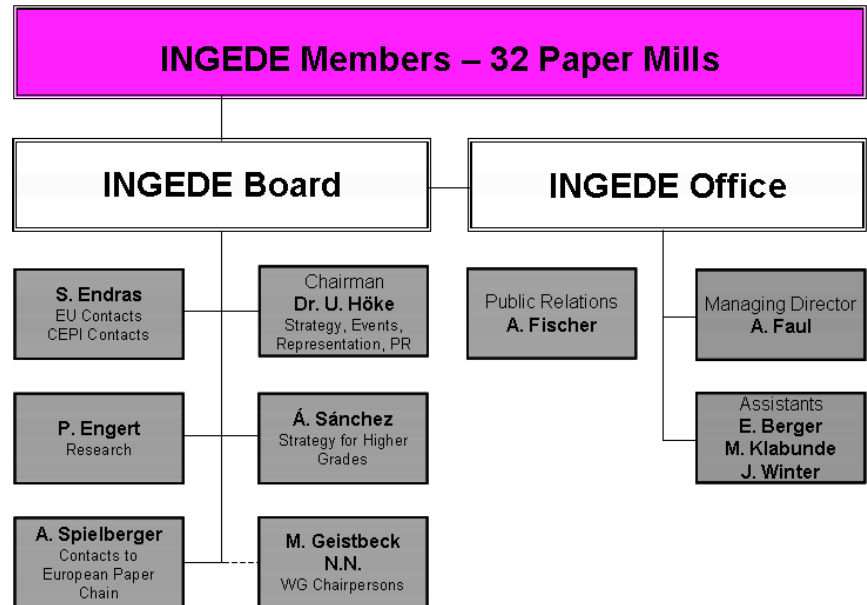 INGEDE Members – 32 Paper Mills
INGEDE Board
INGEDE Office
S. Endras
EU Contacts
CEPI Contacts
Chairman
Dr. U. Höke
Strategy, Events,
Representation, PR
Public Relations
A. Fischer
Managing Director
A. Faul
P. Engert
Research
Á. Sánchez
Strategy for Higher
Grades
Assistants
E. Berger
M. Klabunde
J. Winter
A. Spielberger
Contacts to
European Paper
Chain
M. Geistbeck
N.N.
WG Chairpersons